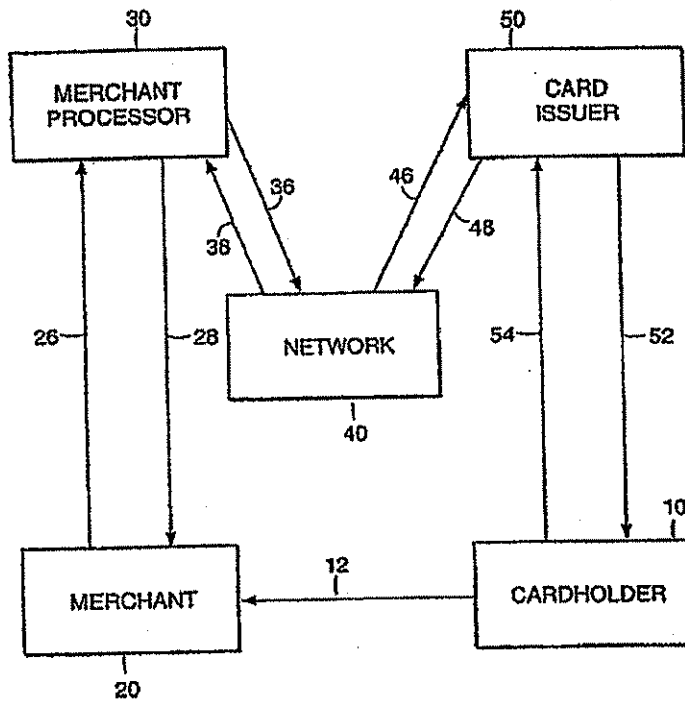 30
50
MERCHANT
PROCESSOR
CARD
ISSUER
36
46
38
48
26
28
NETWORK
54
52
40
10
12
MERCHANT
CARDHOLDER
20